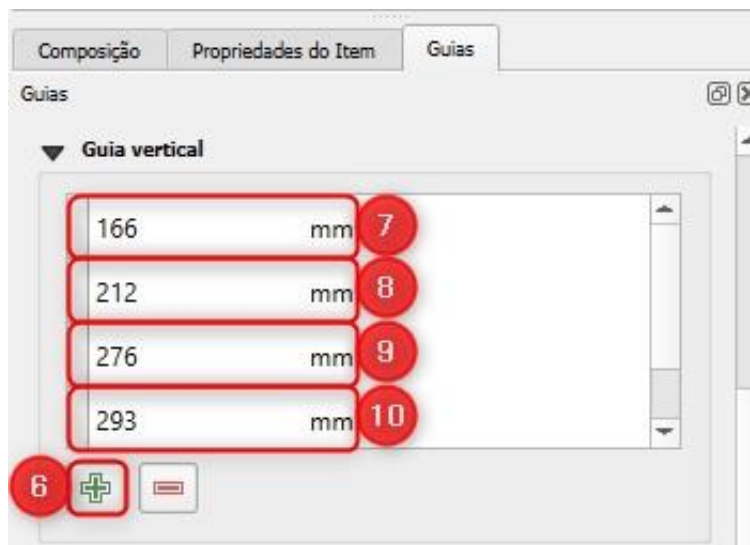 Composição Propriedades do Item Guias
Guias
Guia vertical
166 mm 7
212 mm 8
276 mm 9
293 mm 10
6